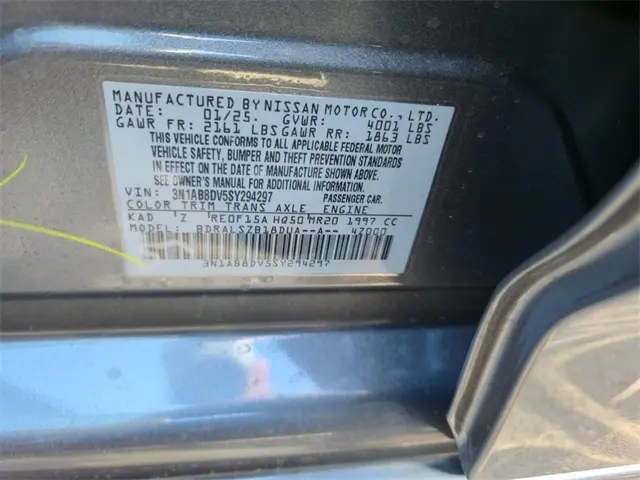 MANUFACTURED BY NISSAN MOTOR CO., LTD.
DATE: 01/25. GVWR: 4001 LBS
GAWR FR: 2161 LBS GAWR RR: 1863 LBS
THIS VEHICLE CONFORMS TO ALL APPLICABLE FEDERAL MOTOR
VEHICLE SAFETY, BUMPER AND THEFT PREVENTION STANDARDS
IN EFFECT ON THE DATE OF MANUFACTURE SHOWN ABOVE.
SEE OWNER'S MANUAL FOR ADDITIONAL INFORMATION.
VIN: 3N1AB8DV5SY294297 PASSENGER CAR.
COLOR TRIM TRANS AXLE ENGINE
KAD 'Z 'RE0F15A HQ50 MR20 1997 CC
MODEL: BDRALSZB18DUA--A-- 47000
3N1AB8DV5SY294297